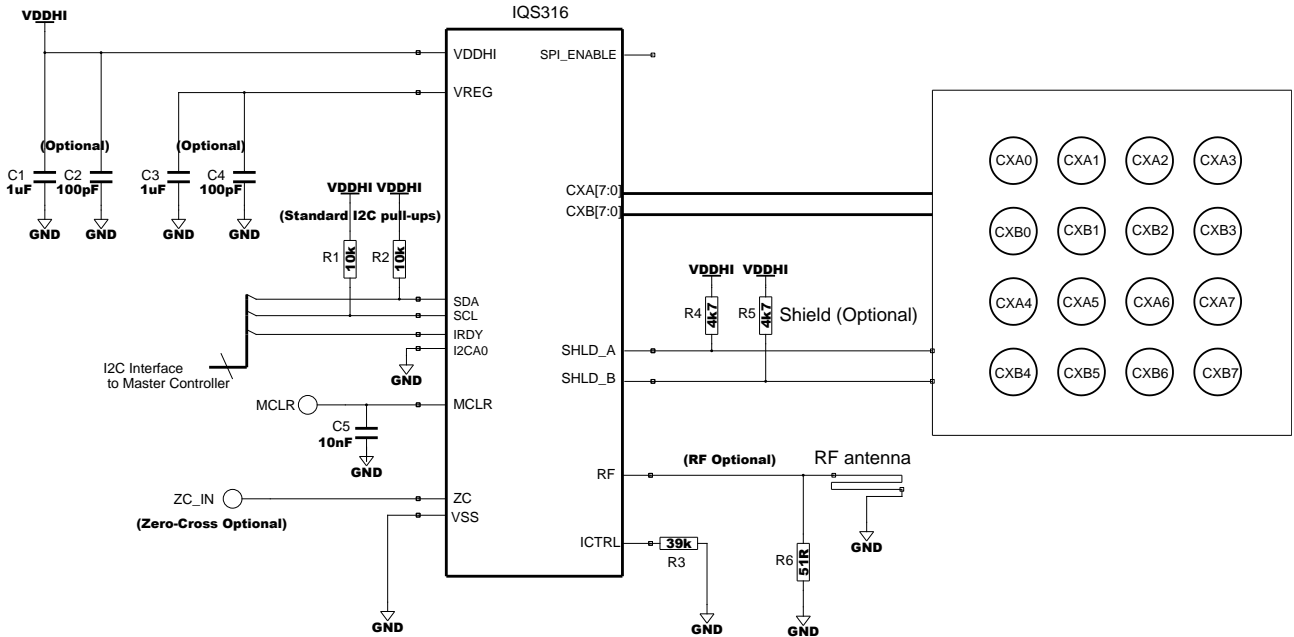 IQS316
VDDHI
VDDHI
SPI_ENABLE
VREG
(Optional)
(Optional)
C1
1uF
C2
100pF
C3
1uF
C4
100pF
GND
GND
GND
GND
VDDHI
VDDHI
(Standard I2C pull-ups)
R1
10k
R2
10k
SDA
SCL
IRDY
I2CA0
GND
I2C Interface
to Master Controller
MCLR
MCLR
C5
10nF
GND
ZC_IN
ZC
(Zero-Cross Optional)
VSS
GND
CXA[7:0]
CXB[7:0]
VDDHI
VDDHI
R4
4k7
R5
4k7
Shield (Optional)
SHLD_A
SHLD_B
RF
(RF Optional)
RF antenna
GND
ICTRL
39k
R3
GND
R6
51R
GND
CXA0
CXA1
CXA2
CXA3
CXB0
CXB1
CXB2
CXB3
CXA4
CXA5
CXA6
CXA7
CXB4
CXB5
CXB6
CXB7